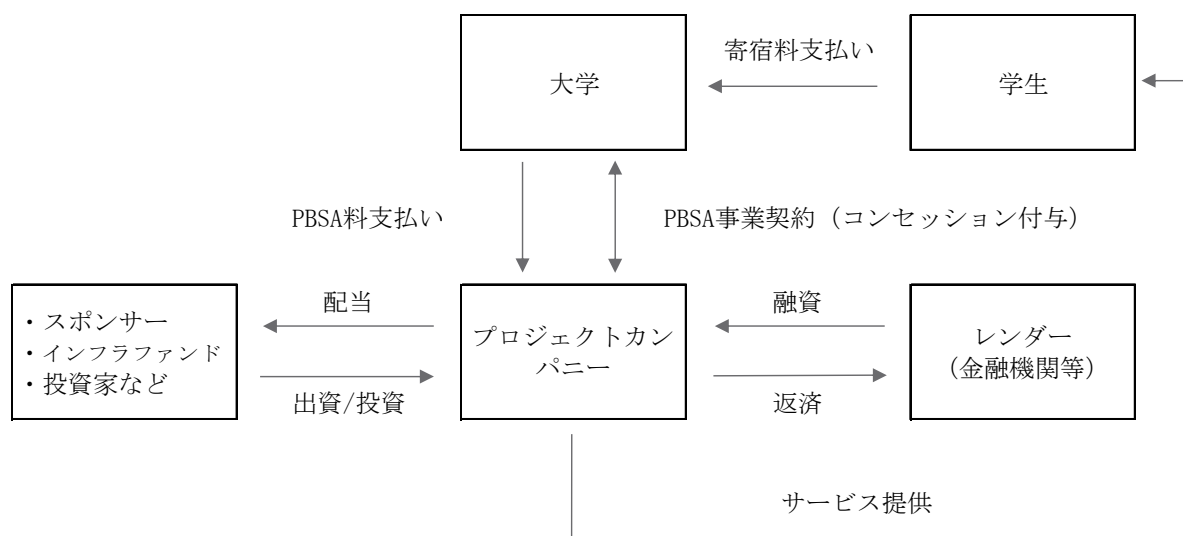 大学
寄宿料支払い
学生
PBSA料支払い
PBSA事業契約（コンセッション付与）
・スポンサー
・インフラファンド
・投資家など
配当
出資/投資
プロジェクトカン
パニー
融資
返済
レンダー
（金融機関等）
サービス提供